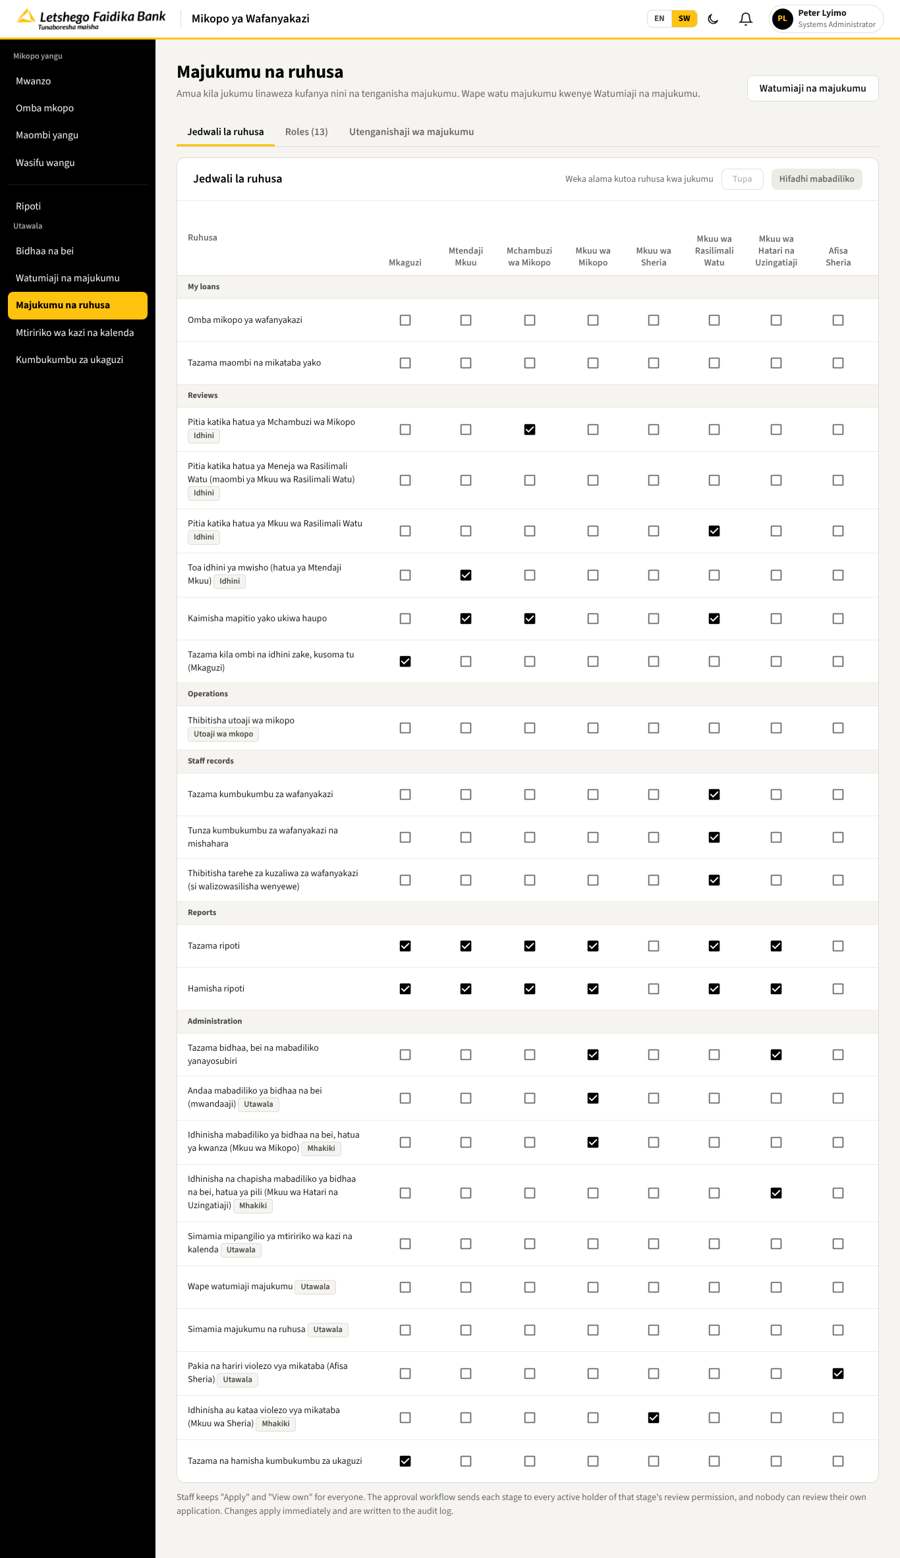 Letshego Faidika Bank
Tunaboresha maisha
Mikopo ya Wafanyakazi
EN
SW
PL
Peter Lyimo
Systems Administrator
Mikopo yangu
Mwanzo
Omba mkopo
Maombi yangu
Wasifu wangu
Ripoti
Utawala
Bidhaa na bei
Watumiaji na majukumu
Majukumu na ruhusa
Mtiririko wa kazi na kalenda
Kumbukumbu za ukaguzi
Majukumu na ruhusa
Amua kila jukumu linaweza kufanya nini na tenganisha majukumu. Wape watu majukumu kwenye Watumiaji na majukumu.
Watumiaji na majukumu
Jedwali la ruhusa
Roles (13)
Utenganishaji wa majukumu
Jedwali la ruhusa
Weka alama kutoa ruhusa kwa jukumu
Tupa
Hifadhi mabadiliko
Ruhusa
Mkaguzi
Mtendaji
Mkuu
Mchambuzi
wa Mikopo
Mkuu wa
Mikopo
Mkuu wa
Sheria
Mkuu wa
Rasilimali
Watu
Mkuu wa
Hatari na
Uzingatiaji
Afisa
Sheria
My loans
Omba mikopo ya wafanyakazi
Tazama maombi na mikataba yako
Reviews
Pitia katika hatua ya Mchambuzi wa Mikopo
Idhini
Pitia katika hatua ya Meneja wa Rasilimali
Watu (maombi ya Mkuu wa Rasilimali Watu)
Idhini
Pitia katika hatua ya Mkuu wa Rasilimali Watu
Idhini
Toa idhini ya mwisho (hatua ya Mtendaji
Mkuu) Idhini
Kaimisha mapitio yako ukiwa haupo
Tazama kila ombi na idhini zake, kusoma tu
(Mkaguzi)
Operations
Thibitisha utoaji wa mikopo
Utoaji wa mkopo
Staff records
Tazama kumbukumbu za wafanyakazi
Tunza kumbukumbu za wafanyakazi na
mishahara
Thibitisha tarehe za kuzaliwa za wafanyakazi
(si walizowasilisha wenyewe)
Reports
Tazama ripoti
Hamisha ripoti
Administration
Tazama bidhaa, bei na mabadiliko
yanayosubiri
Andaa mabadiliko ya bidhaa na bei
(mwandaaji) Utawala
Idhinisha mabadiliko ya bidhaa na bei, hatua
ya kwanza (Mkuu wa Mikopo) Mhakiki
Idhinisha na chapisha mabadiliko ya bidhaa
na bei, hatua ya pili (Mkuu wa Hatari na
Uzingatiaji) Mhakiki
Simamia mipangilio ya mtiririko wa kazi na
kalenda Utawala
Wape watumiaji majukumu Utawala
Simamia majukumu na ruhusa Utawala
Pakia na hariri violezo vya mikataba (Afisa
Sheria) Utawala
Idhinisha au kataa violezo vya mikataba
(Mkuu wa Sheria) Mhakiki
Tazama na hamisha kumbukumbu za ukaguzi
Staff keeps "Apply" and "View own" for everyone. The approval workflow sends each stage to every active holder of that stage's review permission, and nobody can review their own
application. Changes apply immediately and are written to the audit log.